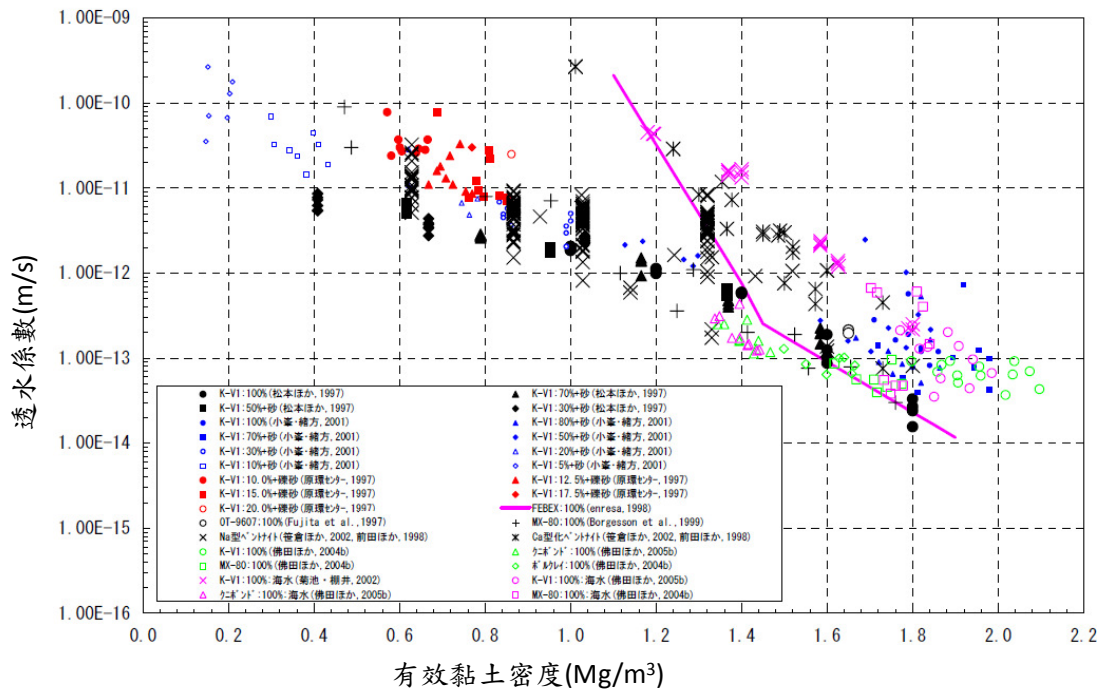 1.00E-09
1.00E-10
1.00E-11
1.00E-12
1.00E-13
1.00E-14
1.00E-15
1.00E-16
透水係數(m/s)
K-V1:100%(松本ほか,1997)
K-V1:70%+砂(松本ほか,1997)
K-V1:50%+砂(松本ほか,1997)
K-V1:30%+砂(松本ほか,1997)
K-V1:100%(小峯・緒方,2001)
K-V1:80%+砂(小峯・緒方,2001)
K-V1:70%+砂(小峯・緒方,2001)
K-V1:50%+砂(小峯・緒方,2001)
K-V1:30%+砂(小峯・緒方,2001)
K-V1:20%+砂(小峯・緒方,2001)
K-V1:10%+砂(小峯・緒方,2001)
K-V1:5%+砂(小峯・緒方,2001)
K-V1:10.0%+礫砂(原環センター,1997)
K-V1:12.5%+礫砂(原環センター,1997)
K-V1:15.0%+礫砂(原環センター,1997)
K-V1:17.5%+礫砂(原環センター,1997)
K-V1:20.0%+礫砂(原環センター,1997)
FEBEX:100%(enresa,1998)
OT-9607:100%(Fujita et al.,1997)
MX-80:100%(Borgesson et al.,1999)
Na型ベントナイト(笹倉ほか,2002,前田ほか,1998)
Ca型化ベントナイト(笹倉ほか,2002,前田ほか,1998)
K-V1:100%(佛田ほか,2004b)
クニボンド:100%(佛田ほか,2005b)
MX-80:100%(佛田ほか,2004b)
ボルクレイ:100%(佛田ほか,2004b)
K-V1:100%:海水(菊池・棚井,2002)
K-V1:100%:海水(佛田ほか,2005b)
クニボンド:100%:海水(佛田ほか,2005b)
MX-80:100%:海水(佛田ほか,2004b)
0.0 0.2 0.4 0.6 0.8 1.0 1.2 1.4 1.6 1.8 2.0 2.2
有效黏土密度(Mg/m³)